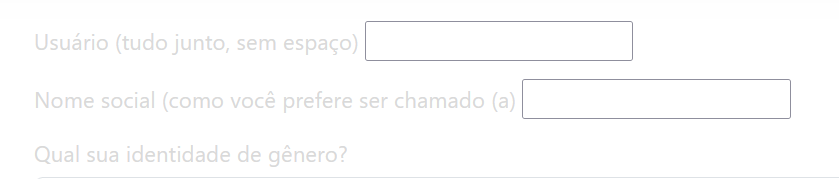 Usuário (tudo junto, sem espaço)
Nome social (como você prefere ser chamado (a)
Qual sua identidade de gênero?